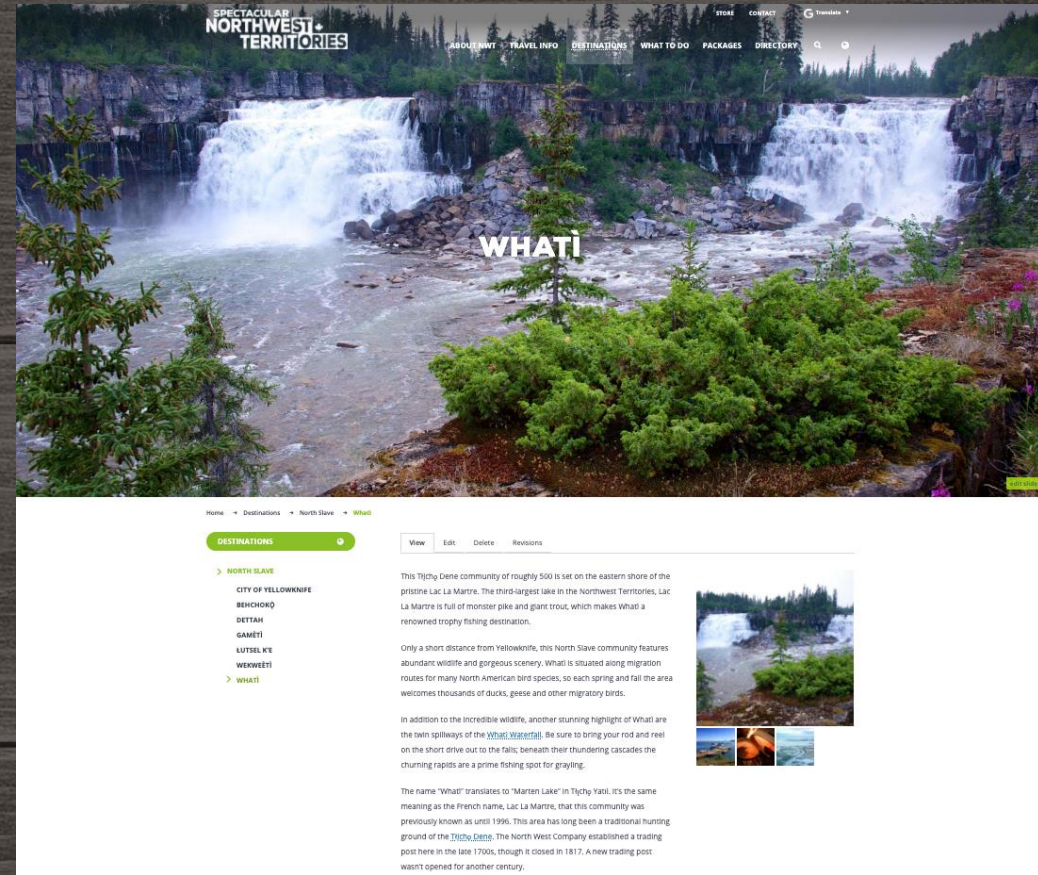 SPECTACULAR
NORTHWEST
TERRITORIES
STORE CONTACT G Translate
ABOUT NWT TRAVEL INFO DESTINATIONS WHAT TO DO PACKAGES DIRECTORY
WHATÌ
edit slide
Home → Destinations → North Slave → Whatì
DESTINATIONS
NORTH SLAVE
CITY OF YELLOWKNIFE
BEHCHOKǪ̀
DETTAH
GAMÈTÌ
ŁUTSEL K'E
WEKWEÈTÌ
WHATÌ
View Edit Delete Revisions
This Tłı̨chǫ Dene community of roughly 500 is set on the eastern shore of the
pristine Lac La Martre. The third-largest lake in the Northwest Territories, Lac
La Martre is full of monster pike and giant trout, which makes Whatì a
renowned trophy fishing destination.
Only a short distance from Yellowknife, this North Slave community features
abundant wildlife and gorgeous scenery. Whatì is situated along migration
routes for many North American bird species, so each spring and fall the area
welcomes thousands of ducks, geese and other migratory birds.
In addition to the incredible wildlife, another stunning highlight of Whatì are
the twin spillways of the Whatì Waterfall. Be sure to bring your rod and reel
on the short drive out to the falls; beneath their thundering cascades the
churning rapids are a prime fishing spot for grayling.
The name "Whatì" translates to "Marten Lake" in Tłı̨chǫ Yatıì. It's the same
meaning as the French name, Lac La Martre, that this community was
previously known as until 1996. This area has long been a traditional hunting
ground of the Tłı̨chǫ Dene. The North West Company established a trading
post here in the late 1700s, though it closed in 1817. A new trading post
wasn't opened for another century.